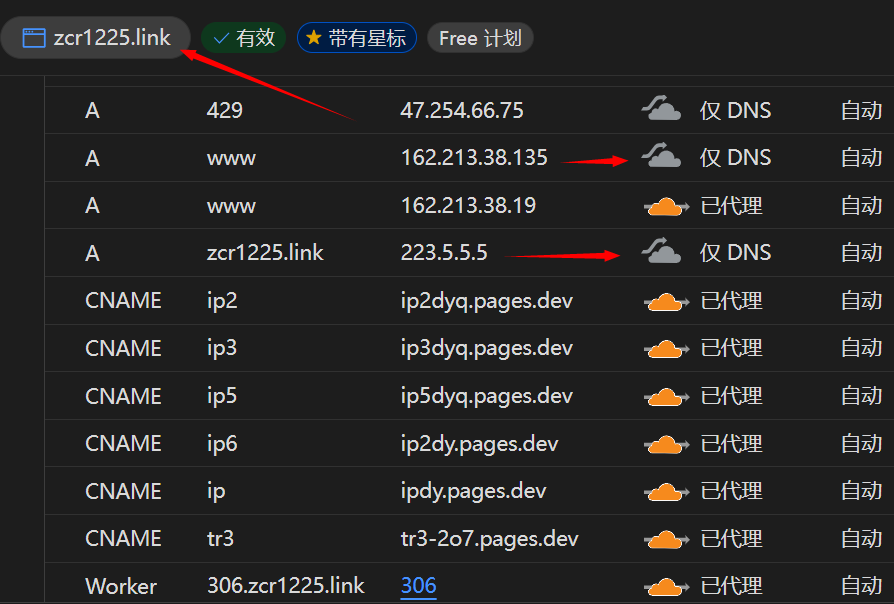 zcr1225.link 有效 带有星标 Free 计划
A 429 47.254.66.75 仅 DNS 自动
A www 162.213.38.135 仅 DNS 自动
A www 162.213.38.19 已代理 自动
A zcr1225.link 223.5.5.5 仅 DNS 自动
CNAME ip2 ip2dyq.pages.dev 已代理 自动
CNAME ip3 ip3dyq.pages.dev 已代理 自动
CNAME ip5 ip5dyq.pages.dev 已代理 自动
CNAME ip6 ip2dy.pages.dev 已代理 自动
CNAME ip ipdy.pages.dev 已代理 自动
CNAME tr3 tr3-2o7.pages.dev 已代理 自动
Worker 306.zcr1225.link 306 已代理 自动